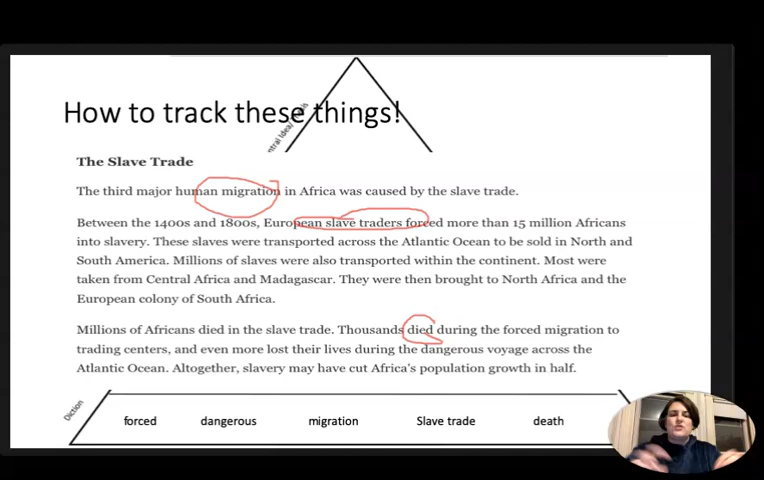 How to track these things!
ntral Idea/
The Slave Trade
The third major human migration in Africa was caused by the slave trade.
Between the 1400s and 1800s, European slave traders forced more than 15 million Africans
into slavery. These slaves were transported across the Atlantic Ocean to be sold in North and
South America. Millions of slaves were also transported within the continent. Most were
taken from Central Africa and Madagascar. They were then brought to North Africa and the
European colony of South Africa.
Millions of Africans died in the slave trade. Thousands died during the forced migration to
trading centers, and even more lost their lives during the dangerous voyage across the
Atlantic Ocean. Altogether, slavery may have cut Africa's population growth in half.
Diction
forced dangerous migration Slave trade death